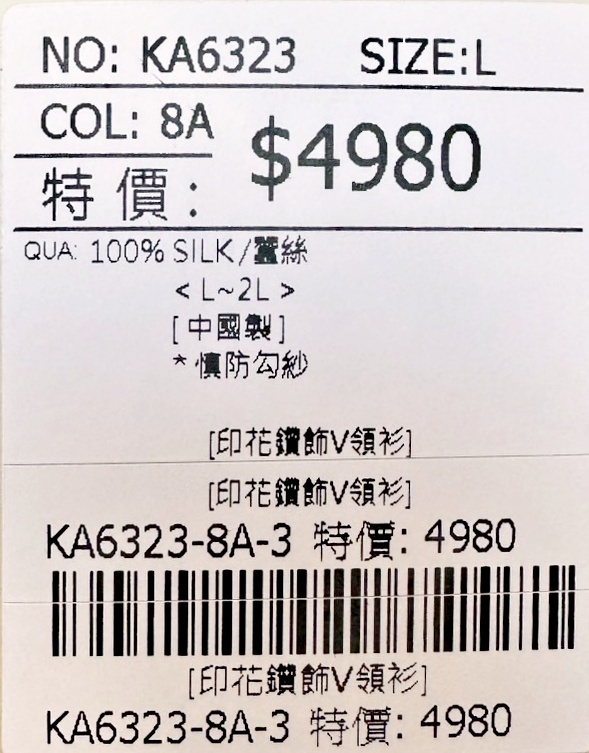 NO: KA6323 SIZE:L
COL: 8A
$4980
特價:
QUA: 100% SILK/蠶絲
< L~2L >
[中國製]
*慎防勾紗
[印花鑽飾V領衫]
[印花鑽飾V領衫]
KA6323-8A-3 特價: 4980
[印花鑽飾V領衫]
KA6323-8A-3 特價: 4980